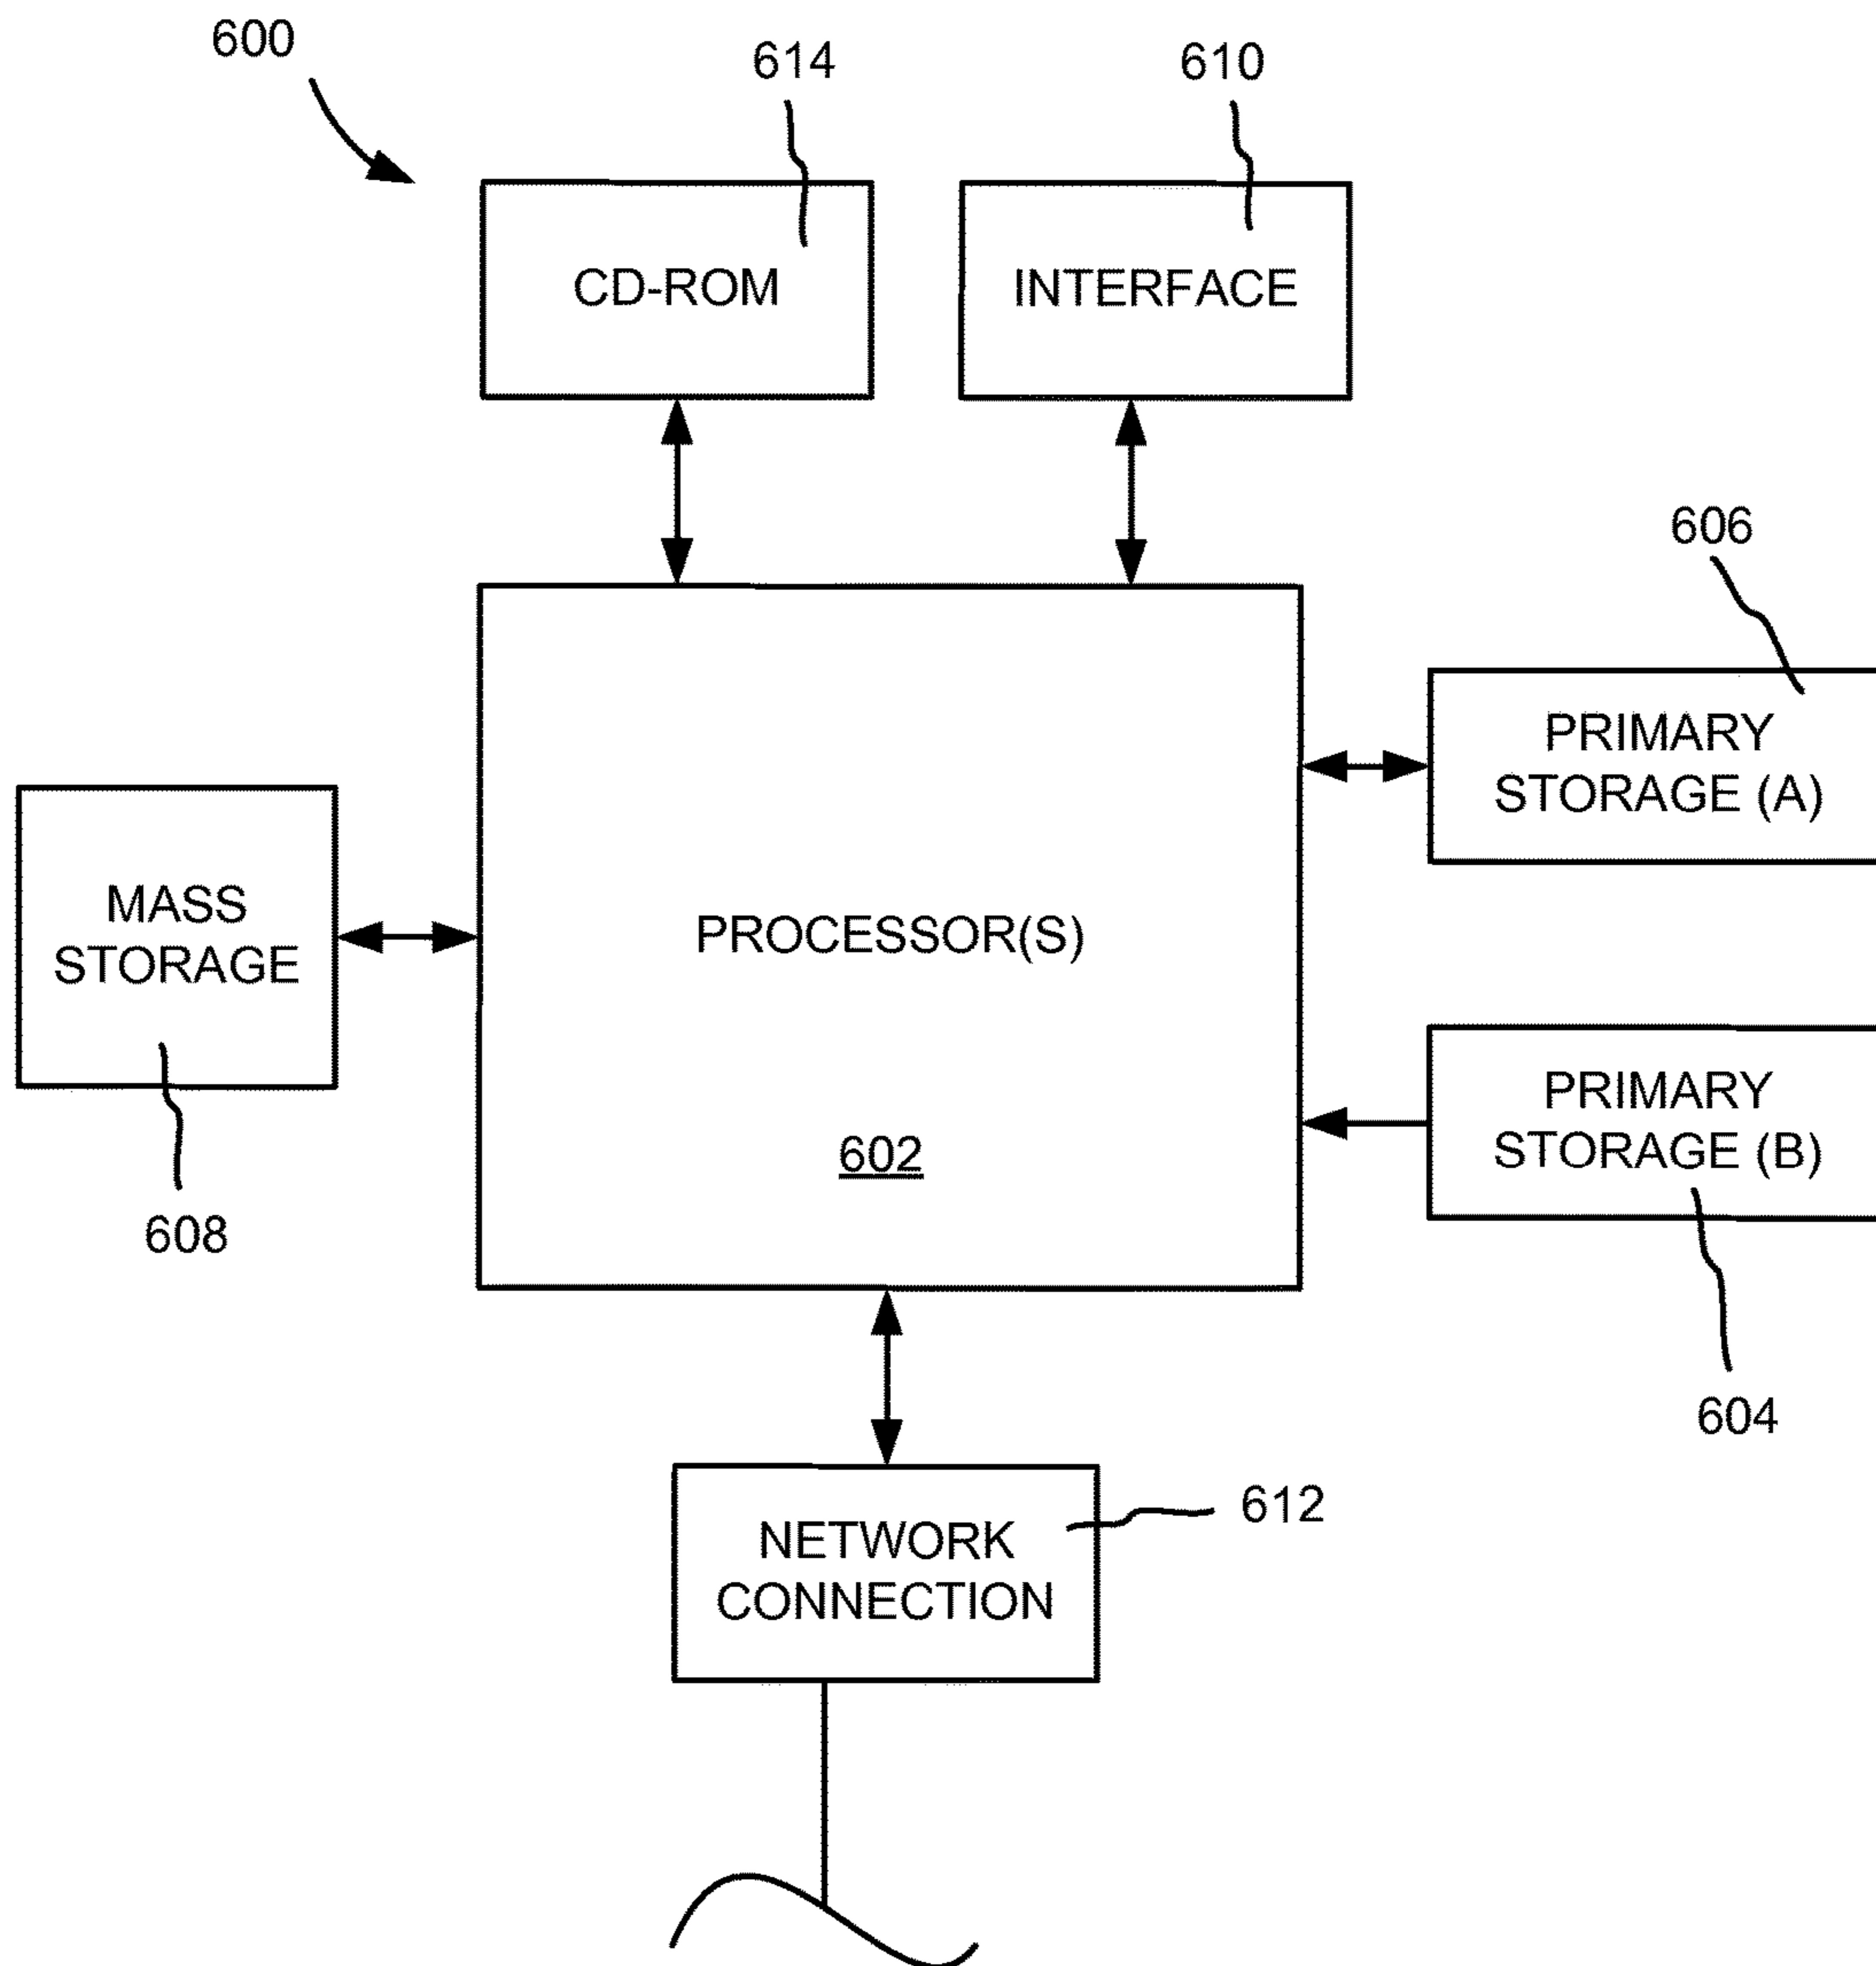 600
614
610
CD-ROM
INTERFACE
606
PRIMARY
STORAGE (A)
MASS
STORAGE
PROCESSOR(S)
PRIMARY
STORAGE (B)
602
608
604
612
NETWORK
CONNECTION